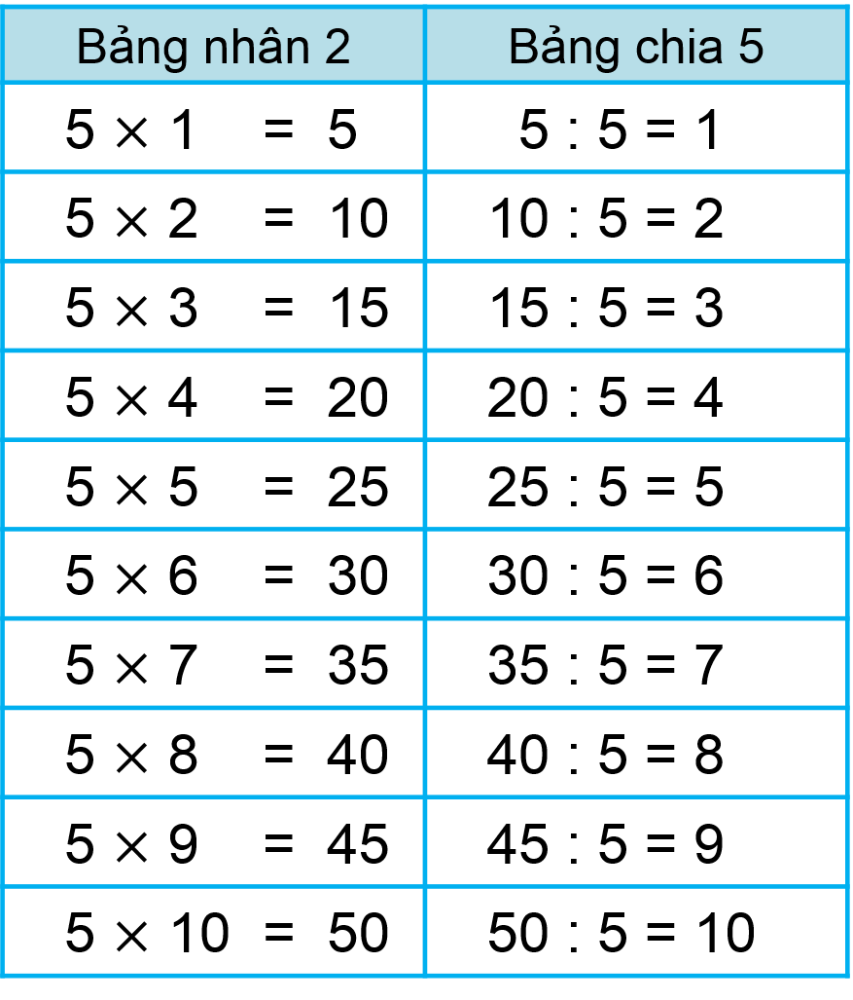 Bảng nhân 2 Bảng chia 5
5 × 1 = 5 5 : 5 = 1
5 × 2 = 10 10 : 5 = 2
5 × 3 = 15 15 : 5 = 3
5 × 4 = 20 20 : 5 = 4
5 × 5 = 25 25 : 5 = 5
5 × 6 = 30 30 : 5 = 6
5 × 7 = 35 35 : 5 = 7
5 × 8 = 40 40 : 5 = 8
5 × 9 = 45 45 : 5 = 9
5 × 10 = 50 50 : 5 = 10